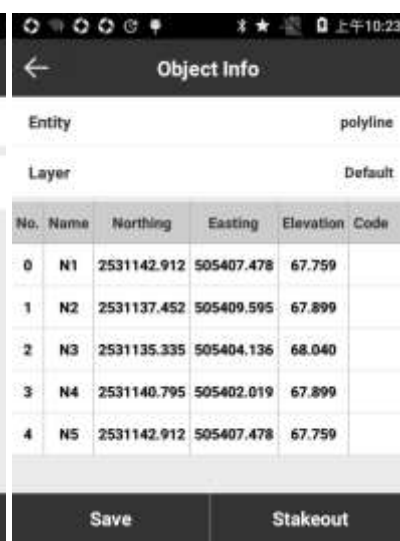 上午10:23
Object Info
Entity polyline
Layer Default
No. Name Northing Easting Elevation Code
0 N1 2531142.912 505407.478 67.759
1 N2 2531137.452 505409.595 67.899
2 N3 2531135.335 505404.136 68.040
3 N4 2531140.795 505402.019 67.899
4 N5 2531142.912 505407.478 67.759
Save Stakeout